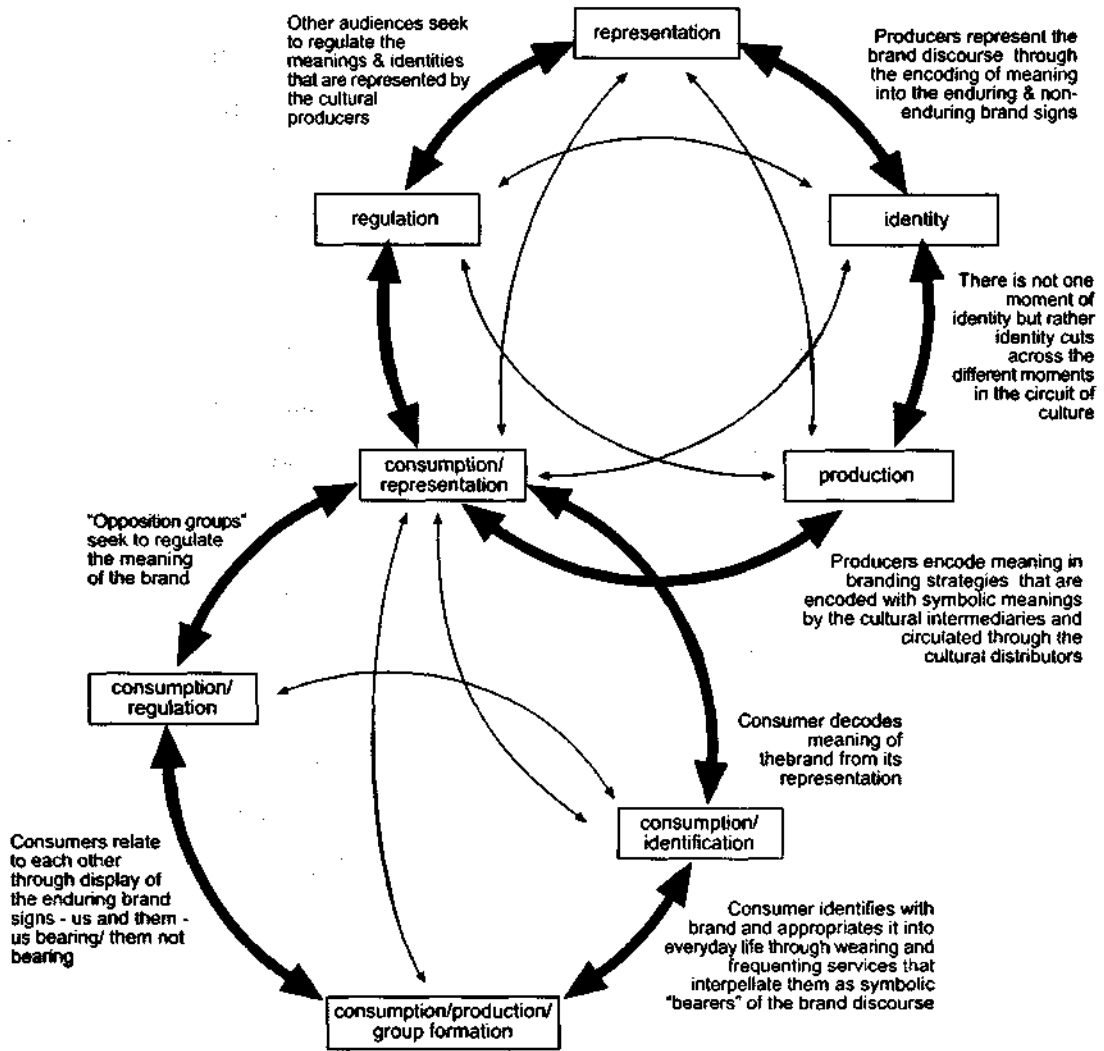 Other audiences seek
to regulate the
meanings & identities
that are represented by
the cultural
producers
representation
Producers represent the
brand discourse through
the encoding of meaning
into the enduring & non-
enduring brand signs
regulation
identity
There is not one
moment of
identity but rather
identity cuts
across the
different moments
in the circuit of
culture
consumption/
representation
production
"Opposition groups"
seek to regulate
the meaning
of the brand
Producers encode meaning in
branding strategies that are
encoded with symbolic meanings
by the cultural intermediaries and
circulated through the
cultural distributors
consumption/
regulation
Consumer decodes
meaning of
thebrand from its
representation
consumption/
identification
Consumers relate
to each other
through display of
the enduring brand
signs - us and them -
us bearing/ them not
bearing
Consumer identifies with
brand and appropriates it into
everyday life through wearing and
frequenting services that
interpellate them as symbolic
"bearers" of the brand discourse
consumption/production/
group formation